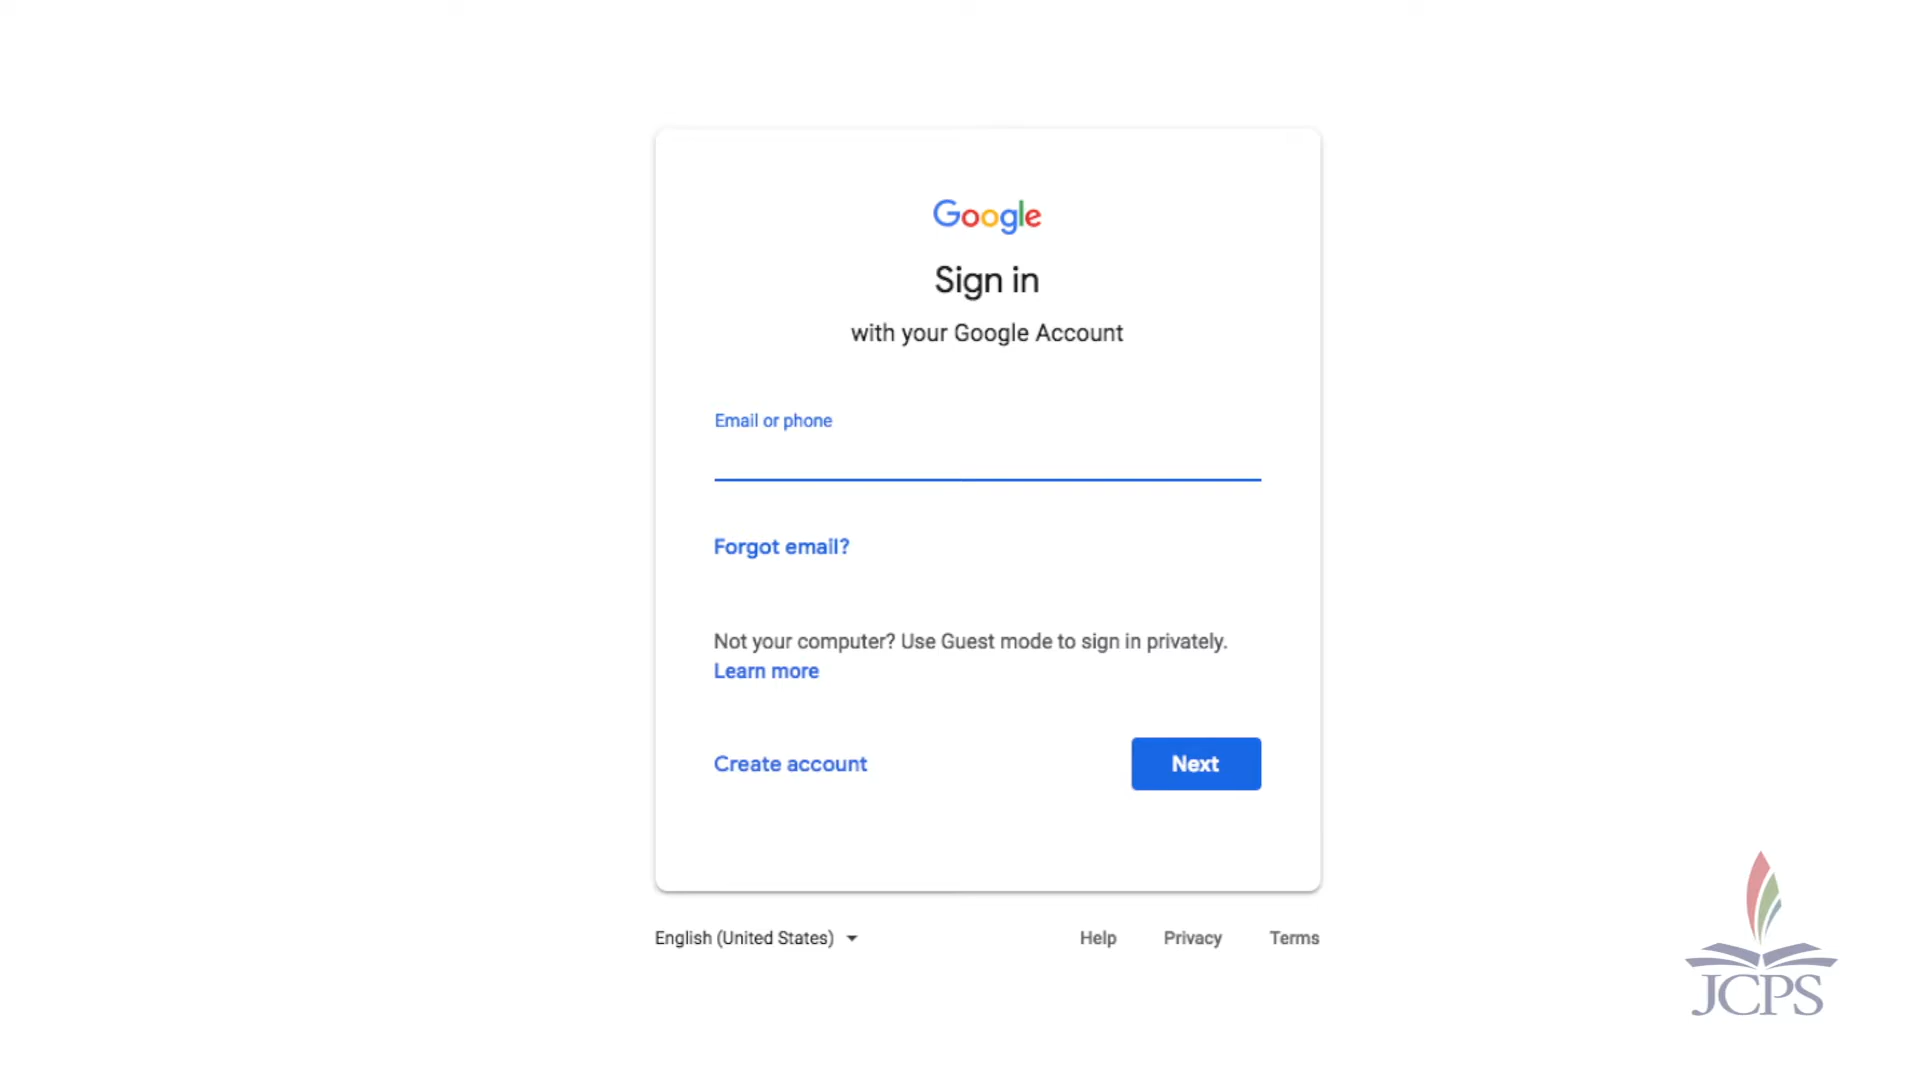 Google
Sign in
with your Google Account
Email or phone
Forgot email?
Not your computer? Use Guest mode to sign in privately.
Learn more
Create account
Next
English (United States)
Help
Privacy
Terms
JCPS